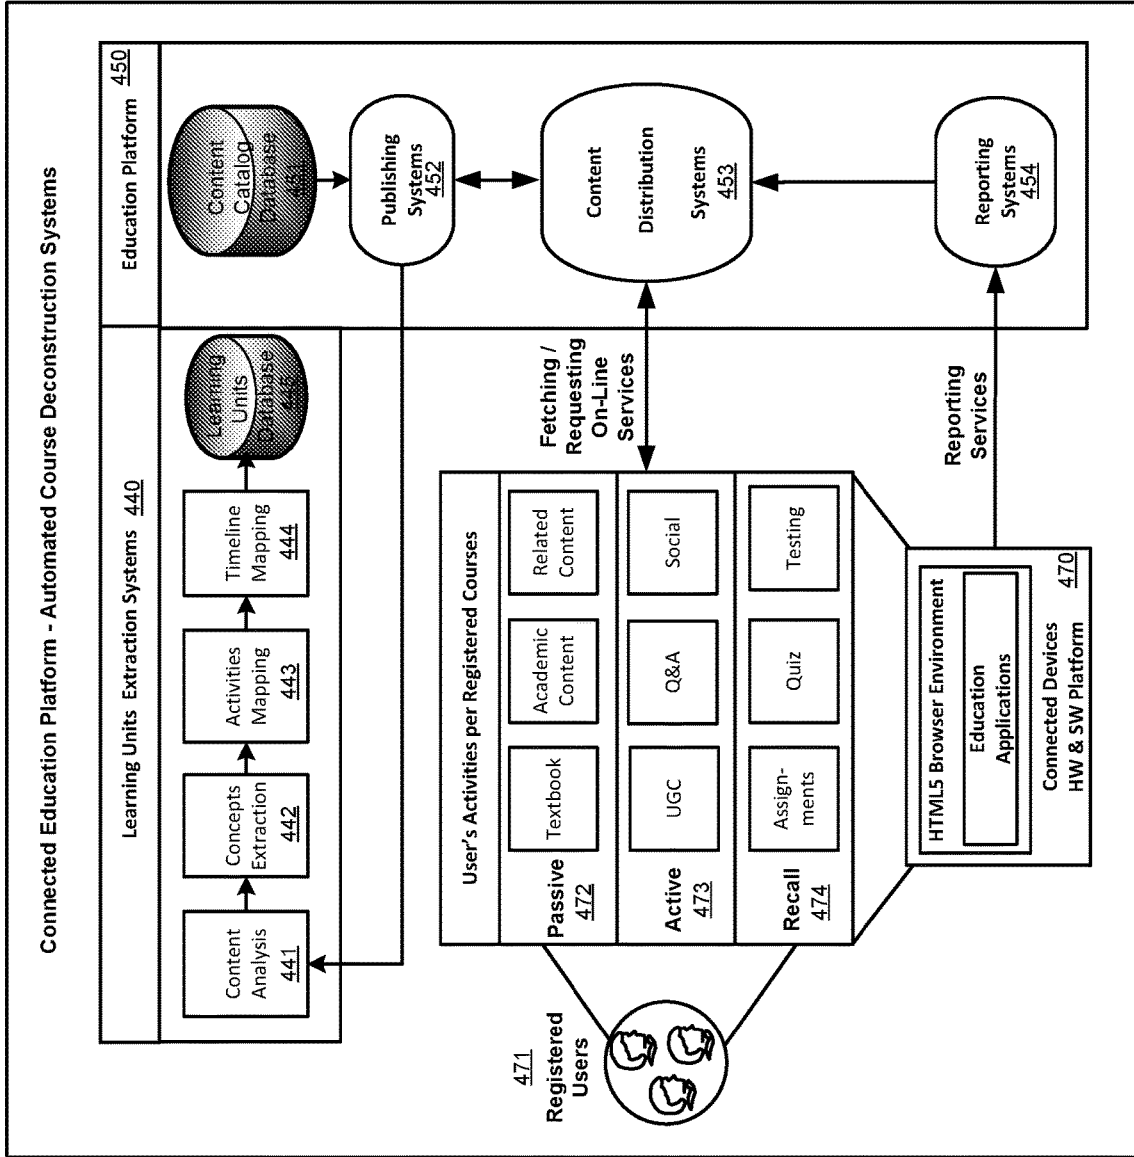 Connected Education Platform - Automated Course Deconstruction Systems
Learning Units Extraction Systems 440
Education Platform 450
Content
Analysis
441
Concepts
Extraction
442
Activities
Mapping
443
Timeline
Mapping
444
Learning
Units
Database
445
Content
Catalog
Database
451
Publishing
Systems
452
Content
Distribution
Systems
453
Reporting
Systems
454
Fetching /
Requesting
On-Line
Services
Reporting
Services
471
Registered
Users
User's Activities per Registered Courses
Passive
472
Textbook
Academic
Content
Related
Content
Active
473
UGC
Q&A
Social
Recall
474
Assign-
ments
Quiz
Testing
HTML5 Browser Environment
Education
Applications
Connected Devices
HW & SW Platform
470